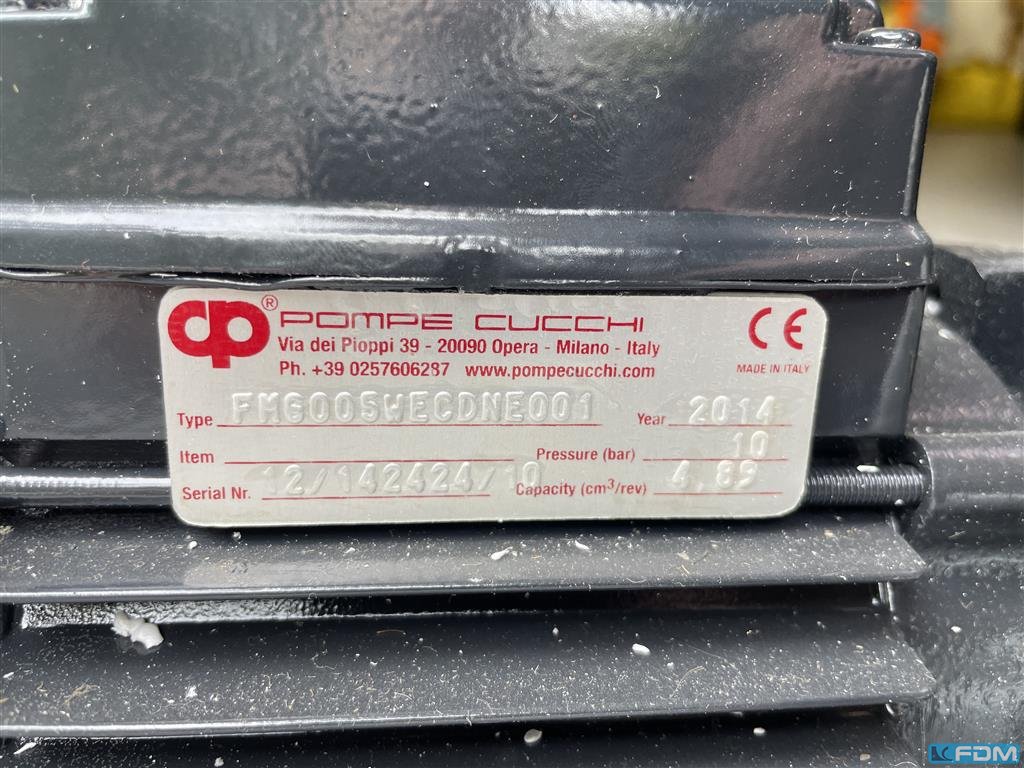 cp® POMPE CUCCHI CE
Via dei Pioppi 39 - 20090 Opera - Milano - Italy
Ph. +39 0257606287 www.pompecucchi.com MADE IN ITALY
Type FMG005WECDNE001 Year 2014
Item Pressure (bar) 10
Serial Nr. 12/142424/10 Capacity (cm³/rev) 4,89
FDM